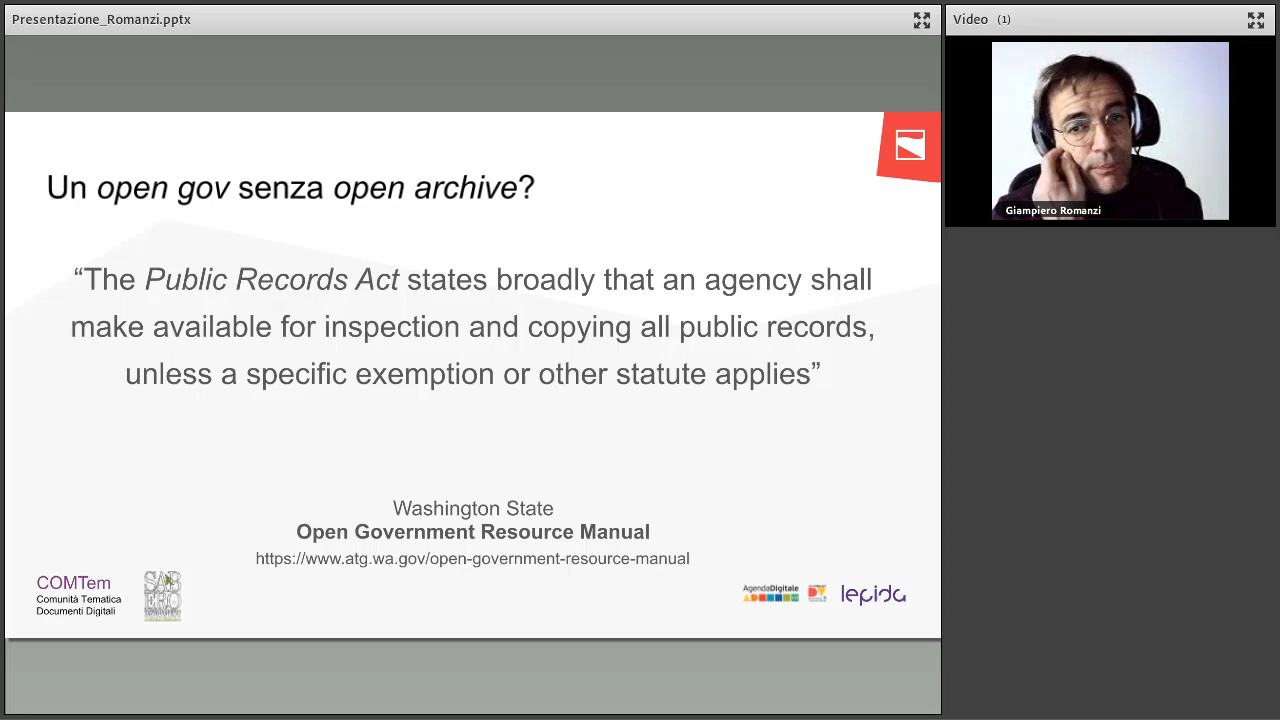 Presentazione_Romanzi.pptx
Video (1)
Giampiero Romanzi
Un open gov senza open archive?
“The Public Records Act states broadly that an agency shall
make available for inspection and copying all public records,
unless a specific exemption or other statute applies”
Washington State
Open Government Resource Manual
https://www.atg.wa.gov/open-government-resource-manual
COMTem
Comunità Tematica
Documenti Digitali
SAB
ERO
AgendaDigitale
lepida